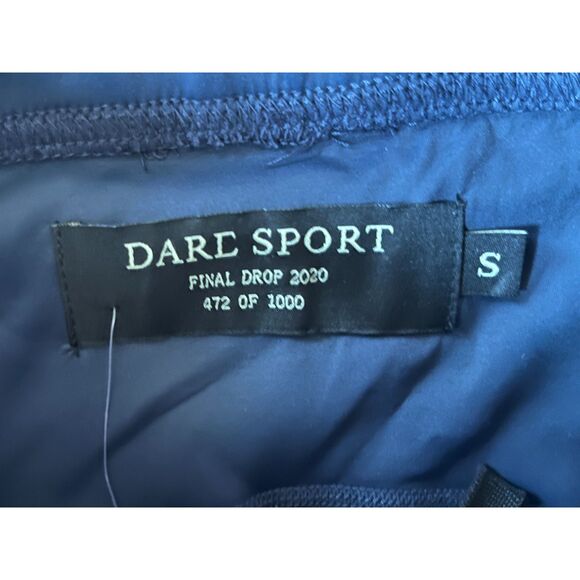 DARE SPORT
FINAL DROP 2020
472 OF 1000
S